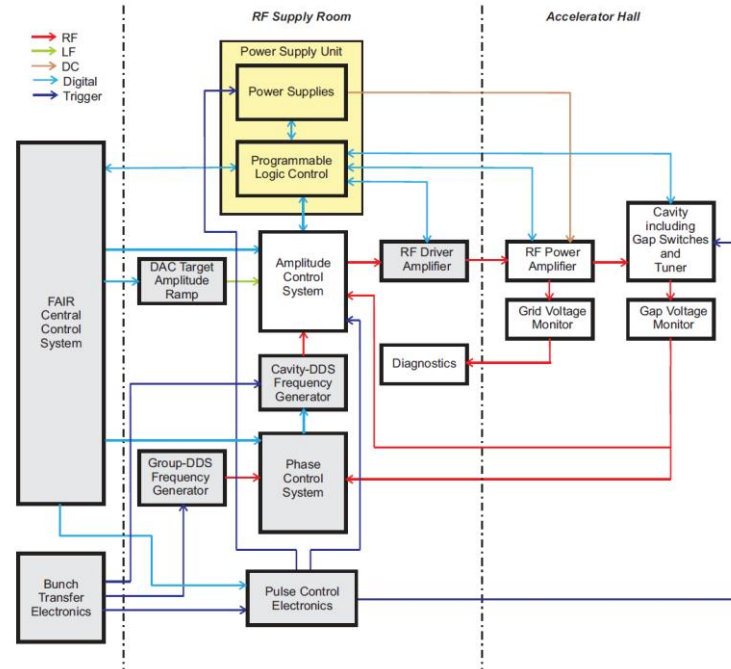 RF Supply Room
Accelerator Hall
RF
LF
DC
Digital
Trigger
Power Supply Unit
Power Supplies
Programmable
Logic Control
FAIR
Central
Control
System
DAC Target
Amplitude
Ramp
Amplitude
Control
System
RF Driver
Amplifier
RF Power
Amplifier
Cavity
including
Gap Switches
and
Tuner
Grid Voltage
Monitor
Gap Voltage
Monitor
Diagnostics
Cavity-DDS
Frequency
Generator
Group-DDS
Frequency
Generator
Phase
Control
System
Bunch
Transfer
Electronics
Pulse Control
Electronics